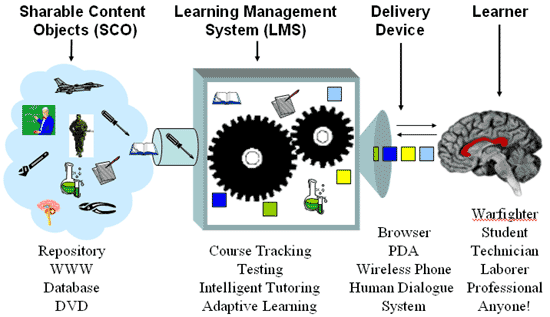 Sharable Content
Objects (SCO)
Learning Management
System (LMS)
Delivery
Device
Learner
Repository
WWW
Database
DVD
Course Tracking
Testing
Intelligent Tutoring
Adaptive Learning
Browser
PDA
Wireless Phone
Human Dialogue
System
Warfighter
Student
Technician
Laborer
Professional
Anyone!